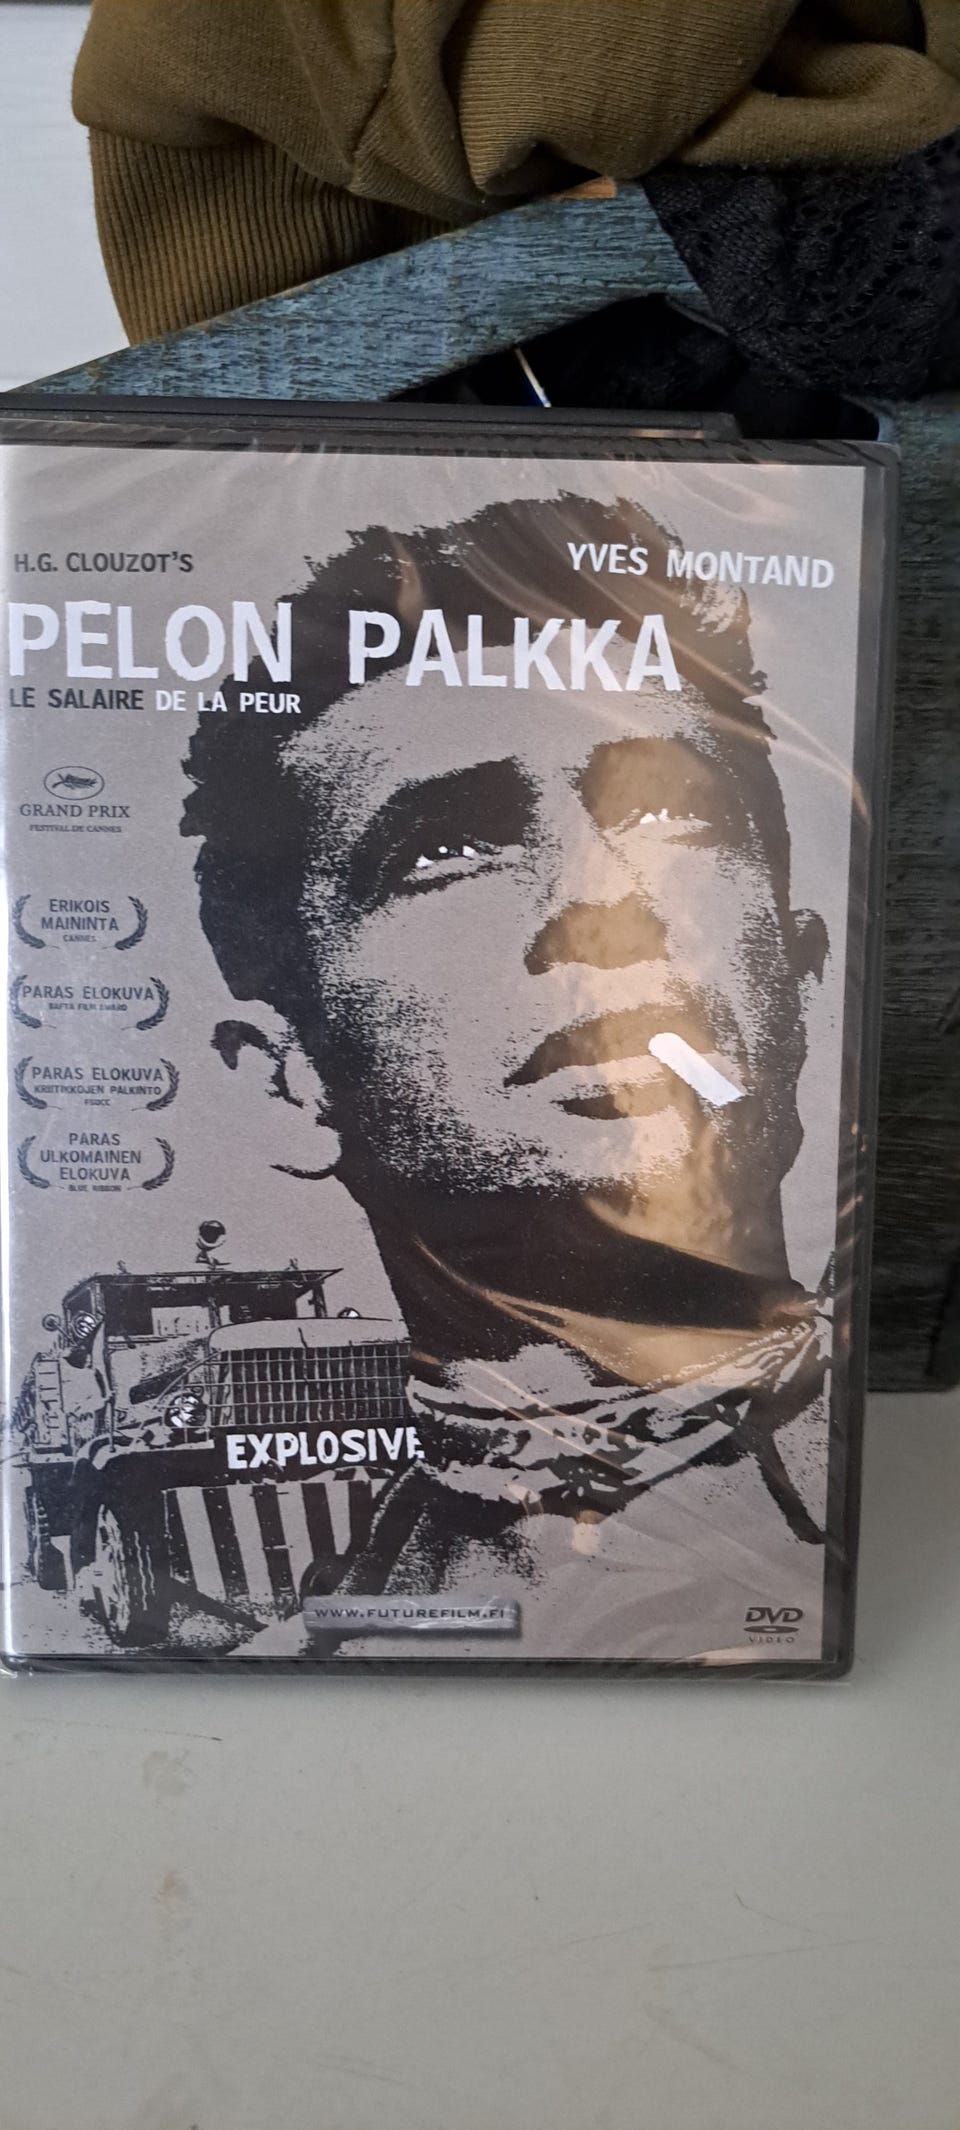 H.G. CLOUZOT'S
YVES MONTAND
PELON PALKKA
LE SALAIRE DE LA PEUR
GRAND PRIX
FESTIVAL DE CANNES
ERIKOIS
MAININTA
CANNES
PARAS ELOKUVA
BAFTA FILM AWARD
PARAS ELOKUVA
KRIITIKKOJEN PALKINTO
FSOCC
PARAS
ULKOMAINEN
ELOKUVA
BLUE RIBBON
EXPLOSIVE
WWW.FUTUREFILM.FI
DVD
VIDEO